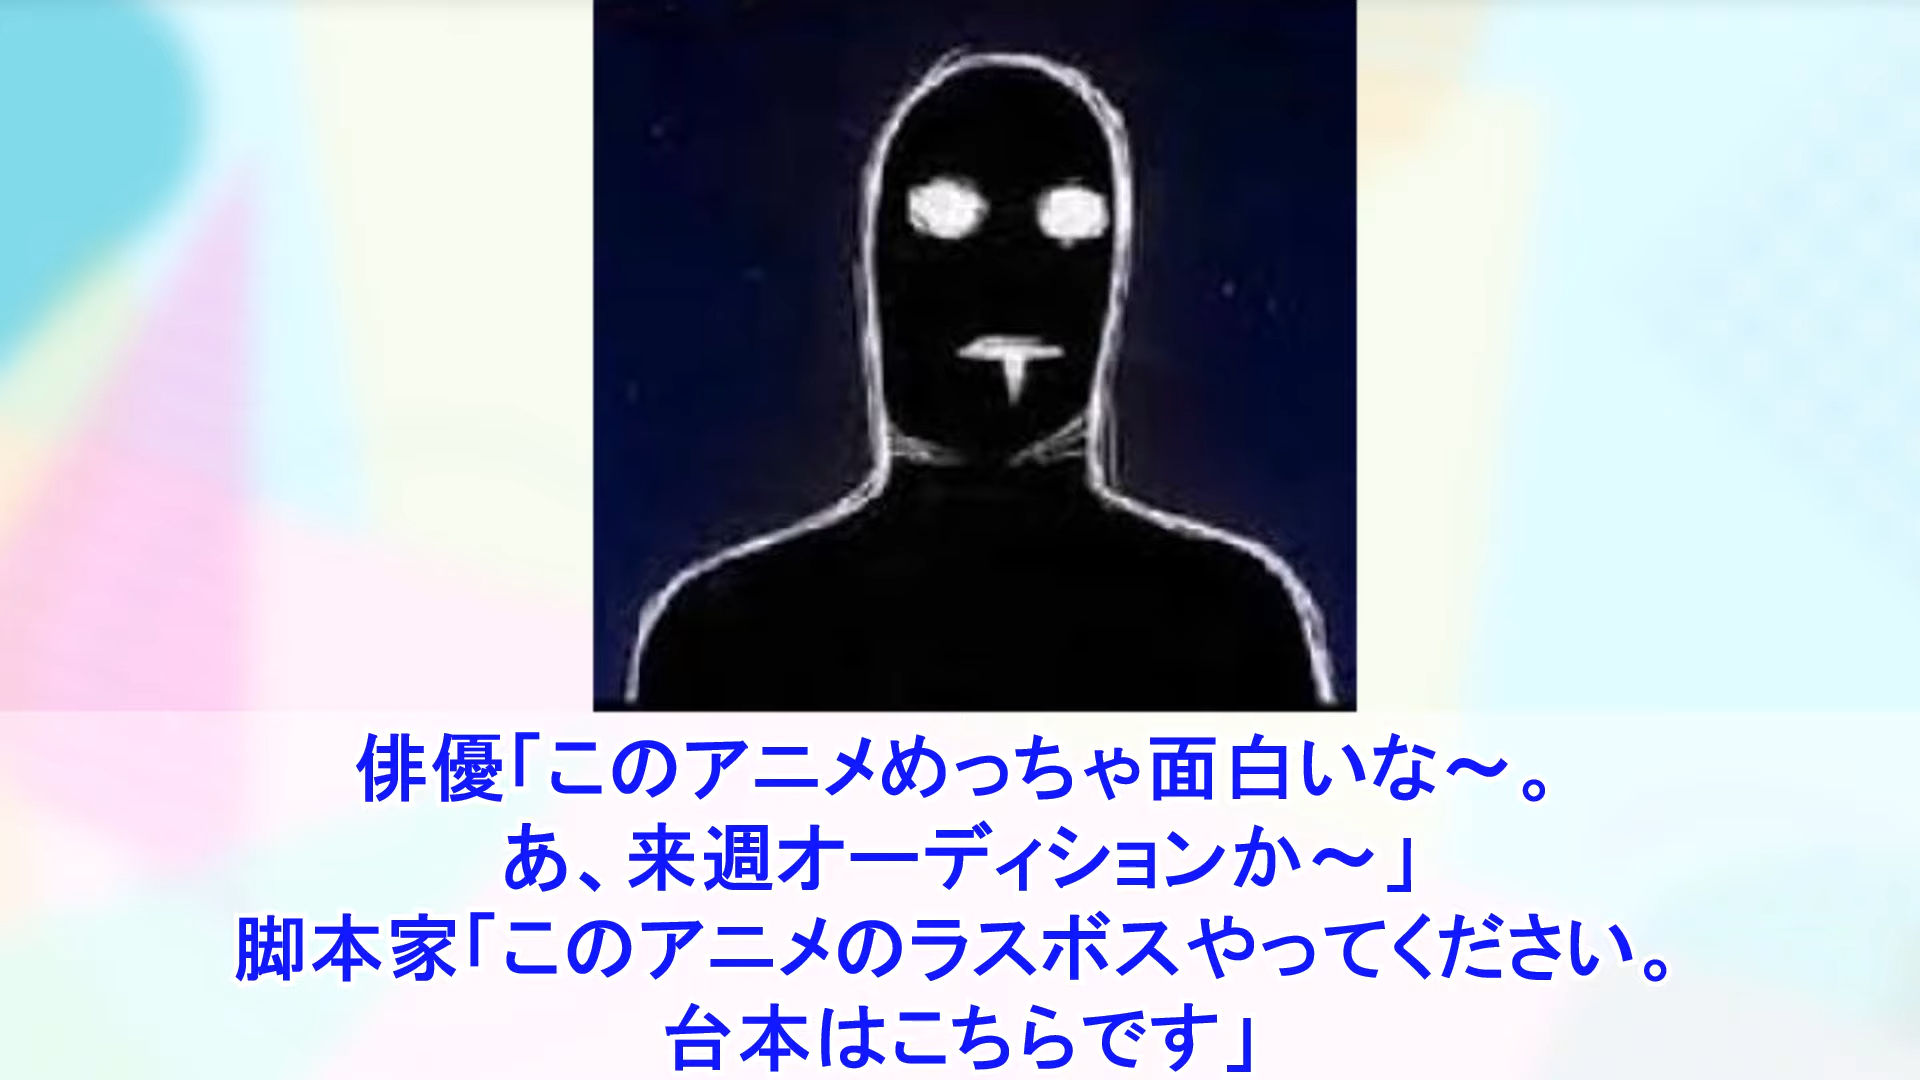 俳優「このアニメめっちゃ面白いな～。
あ、来週オーディションか～」
脚本家「このアニメのラスボスやってください。
台本はこちらです」